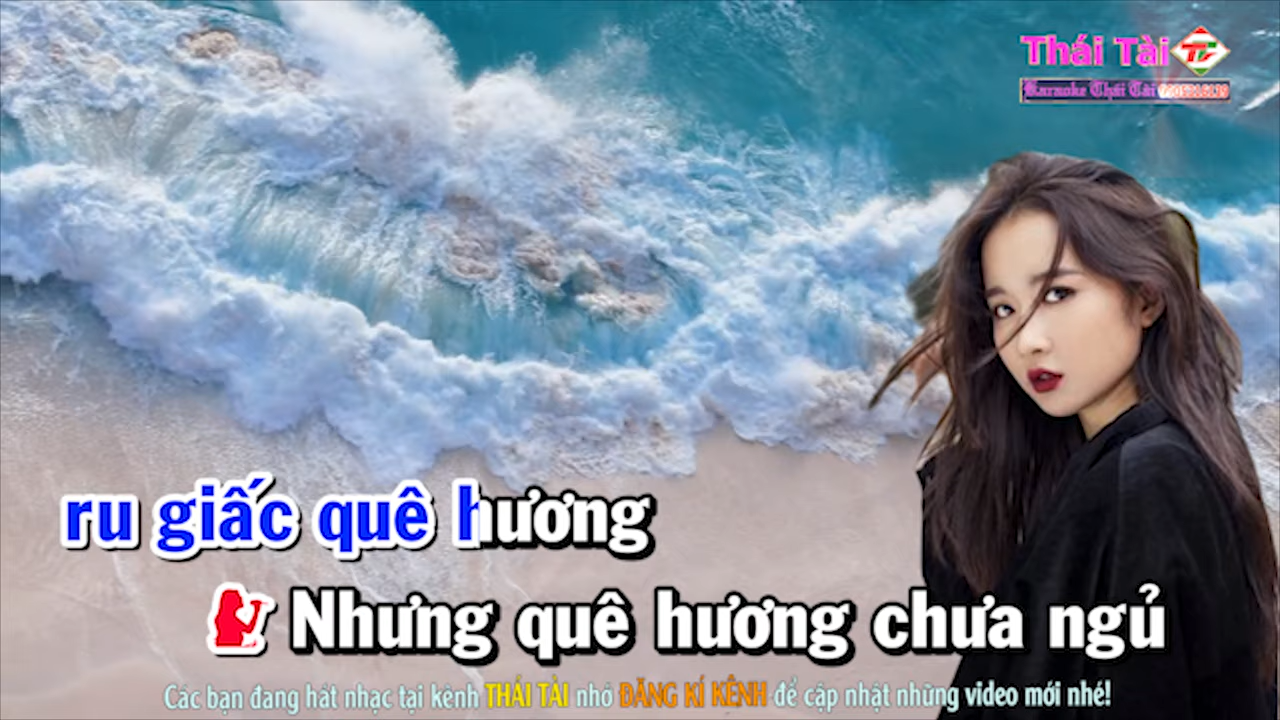 Thái Tài
Karaoke Thái Tài
ru giấc quê hương
Nhưng quê hương chưa ngủ
Các bạn đang hát nhạc tại kênh THÁI TÀI nhớ ĐĂNG KÍ KÊNH để cập nhật những video mới nhé!